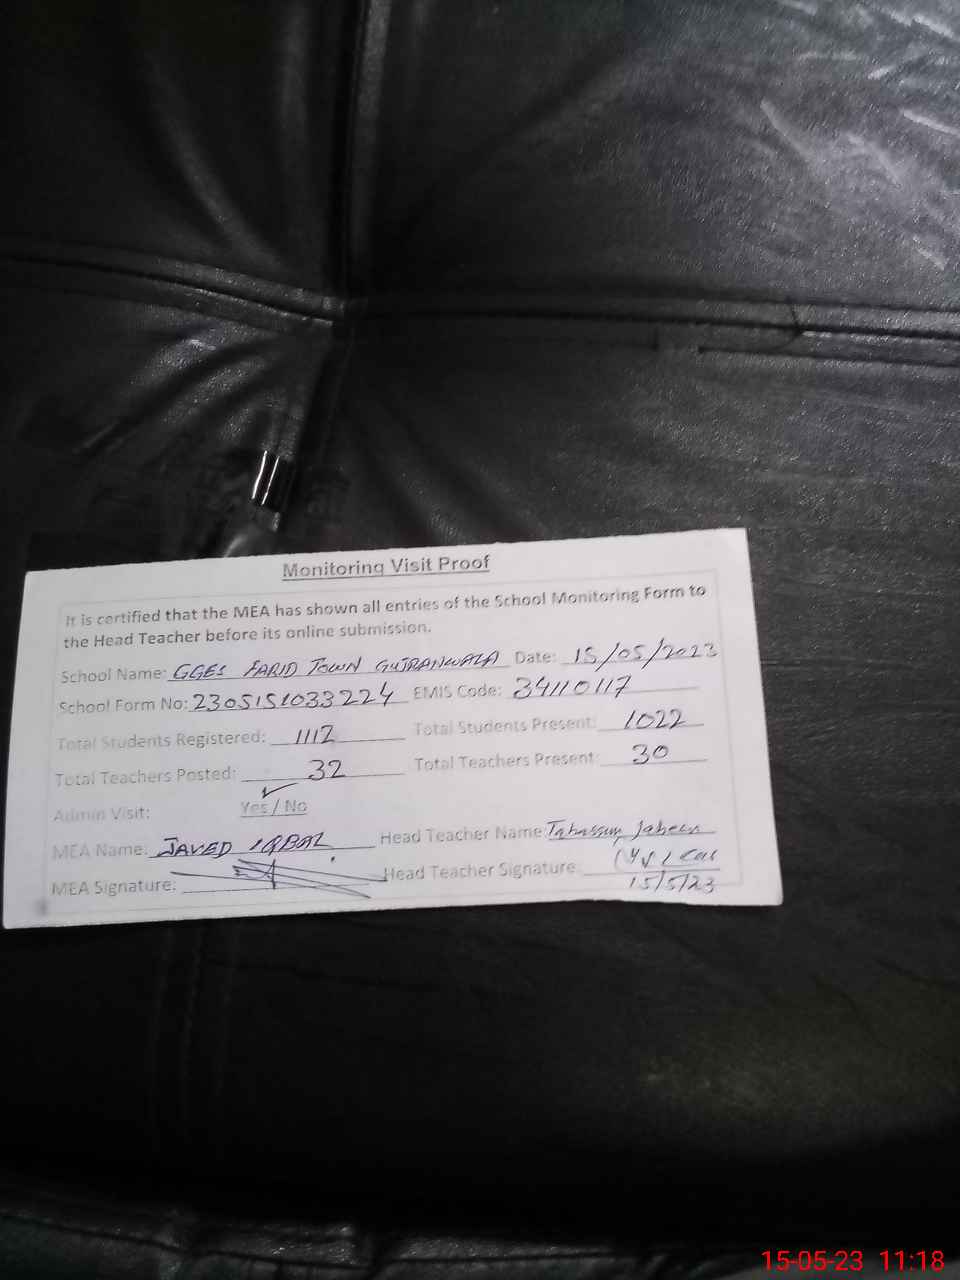 Monitoring Visit Proof
It is certified that the MEA has shown all entries of the School Monitoring Form to
the Head Teacher before its online submission.
School Name: GGES FARID TOWN GUJRANWALA Date: 15/05/2023
School Form No: 2305151033224 EMIS Code: 34110117
Total Students Registered: 1112 Total Students Present: 1022
Total Teachers Posted: 32 Total Teachers Present: 30
Admin Visit: Yes / No
MEA Name: JAVED IQBAL Head Teacher Name: Tabassum Jabeen
MEA Signature: Head Teacher Signature:
15/5/23
15-05-23 11:18